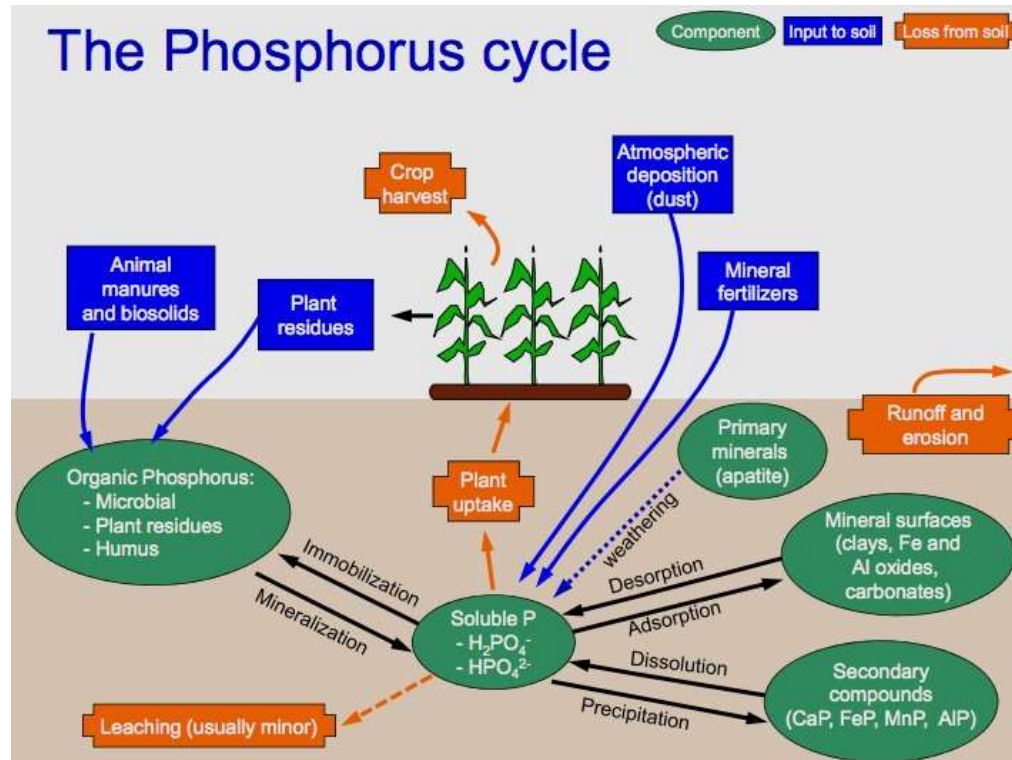 The Phosphorus cycle
Component
Input to soil
Loss from soil
Crop
harvest
Atmospheric
deposition
(dust)
Animal
manures
and biosolids
Plant
residues
Mineral
fertilizers
Runoff and
erosion
Primary
minerals
(apatite)
Organic Phosphorus:
- Microbial
- Plant residues
- Humus
Plant
uptake
weathering
Mineral surfaces
(clays, Fe and
Al oxides,
carbonates)
Immobilization
Mineralization
Desorption
Adsorption
Soluble P
- H₂PO₄⁻
- HPO₄²⁻
Dissolution
Precipitation
Secondary
compounds
(CaP, FeP, MnP, AlP)
Leaching (usually minor)